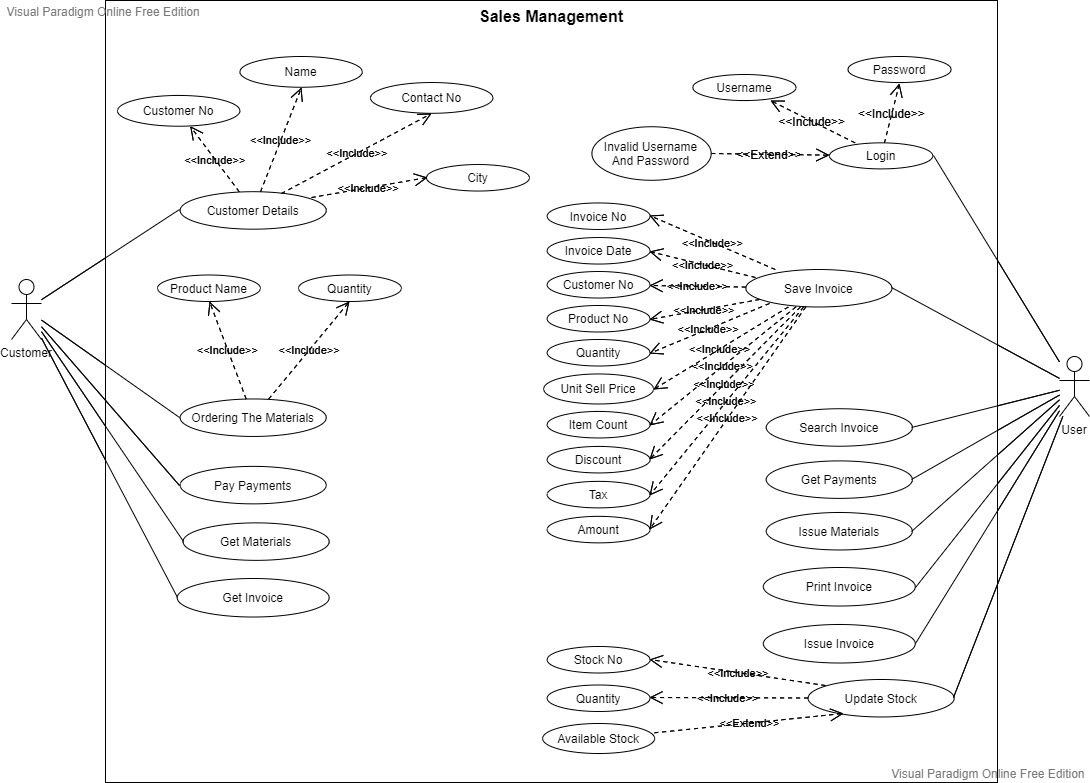 Visual Paradigm Online Free Edition
Sales Management
Name
Customer No
Contact No
<<Include>>
<<Include>>
<<Include>>
City
<<Include>>
Customer Details
Customer
Product Name
Quantity
<<Include>>
<<Include>>
Ordering The Materials
Pay Payments
Get Materials
Get Invoice
Password
Username
<<Include>>
<<Include>>
Invalid Username
And Password
<<Extend>>
Login
Invoice No
Invoice Date
Customer No
Product No
Quantity
Unit Sell Price
Item Count
Discount
Tax
Amount
<<Include>>
<<Include>>
<<Include>>
<<Include>>
<<Include>>
<<Include>>
<<Include>>
<<Include>>
<<Include>>
<<Include>>
Save Invoice
User
Search Invoice
Get Payments
Issue Materials
Print Invoice
Issue Invoice
Stock No
<<Include>>
Quantity
<<Include>>
Update Stock
Available Stock
<<Extend>>
Visual Paradigm Online Free Edition